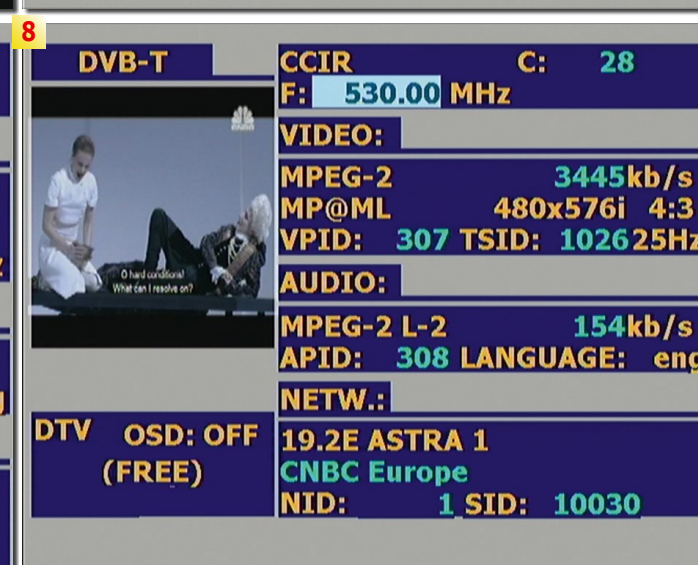 8
DVB-T
CCIR C: 28
F: 530.00 MHz
VIDEO:
MPEG-2 3445kb/s
MP@ML 480x576i 4:3
VPID: 307 TSID: 1026 25Hz
AUDIO:
MPEG-2 L-2 154kb/s
APID: 308 LANGUAGE: eng
NETW.:
19.2E ASTRA 1
CNBC Europe
NID: 1 SID: 10030
O hard conditions!
What can I resolve on?
DTV OSD: OFF
(FREE)